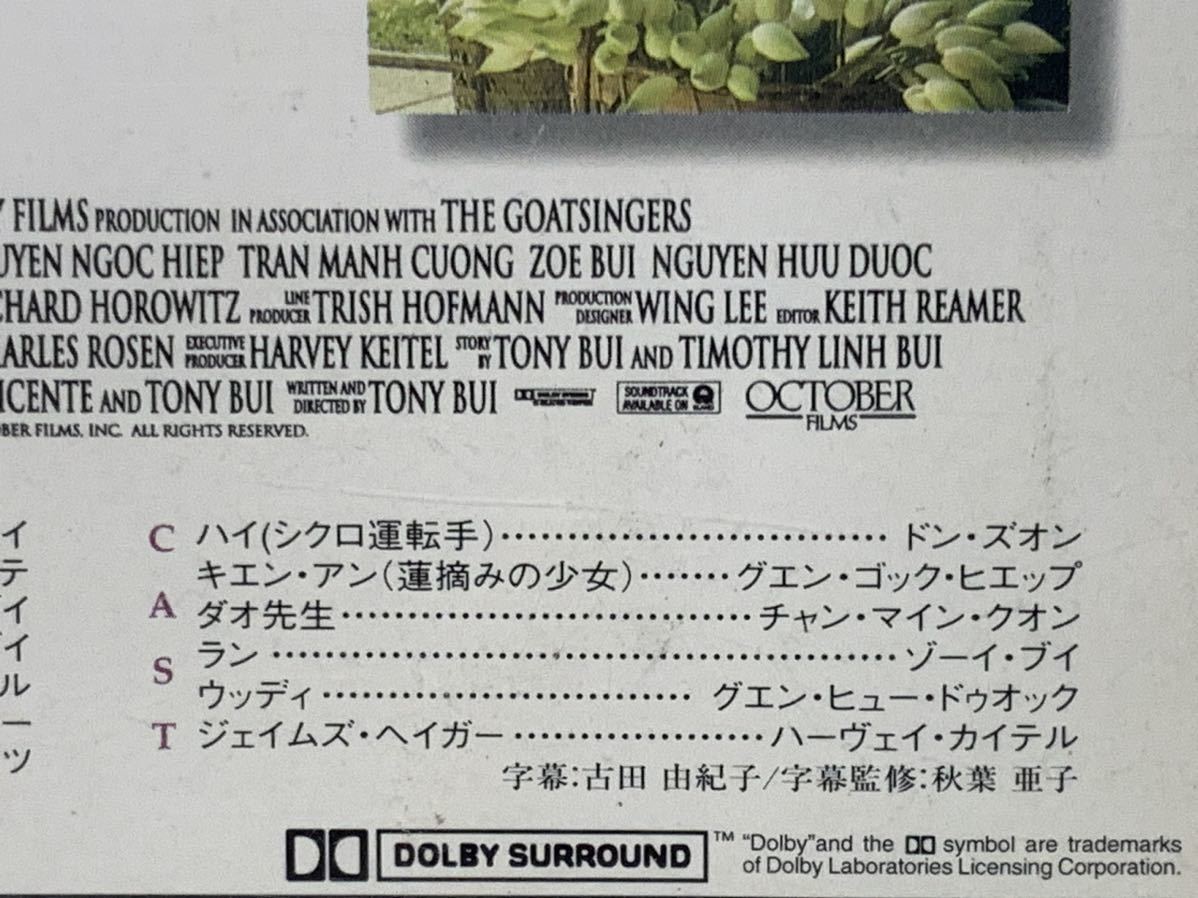 FILMS PRODUCTION IN ASSOCIATION WITH THE GOATSINGERS
NGOC HIEP TRAN MANH CUONG ZOE BUI NGUYEN HUU DUOC
HOROWITZ LINE PRODUCER TRISH HOFMANN PRODUCTION DESIGNER WING LEE EDITOR KEITH REAMER
ARLES ROSEN EXECUTIVE PRODUCER HARVEY KEITEL STORY BY TONY BUI AND TIMOTHY LINH BUI
ICENTE AND TONY BUI WRITTEN AND DIRECTED BY TONY BUI SOUNDTRACK AVAILABLE ON OCTOBER FILMS
BER FILMS, INC. ALL RIGHTS RESERVED.
イ
テ
イ
イ
ル
ー
ツ
CAST
ハイ(シクロ運転手)……………………………ドン・ズオン
キエン・アン(蓮摘みの少女)………グエン・ゴック・ヒエップ
ダオ先生……………………………………チャン・マイン・クオン
ラン……………………………………………………ゾーイ・ブイ
ウッディ……………………………グエン・ヒュー・ドゥオック
ジェイムズ・ヘイガー……………………ハーヴェイ・カイテル
字幕:古田 由紀子/字幕監修:秋葉 亜子
DOLBY SURROUND
™ "Dolby"and the symbol are trademarks
of Dolby Laboratories Licensing Corporation.